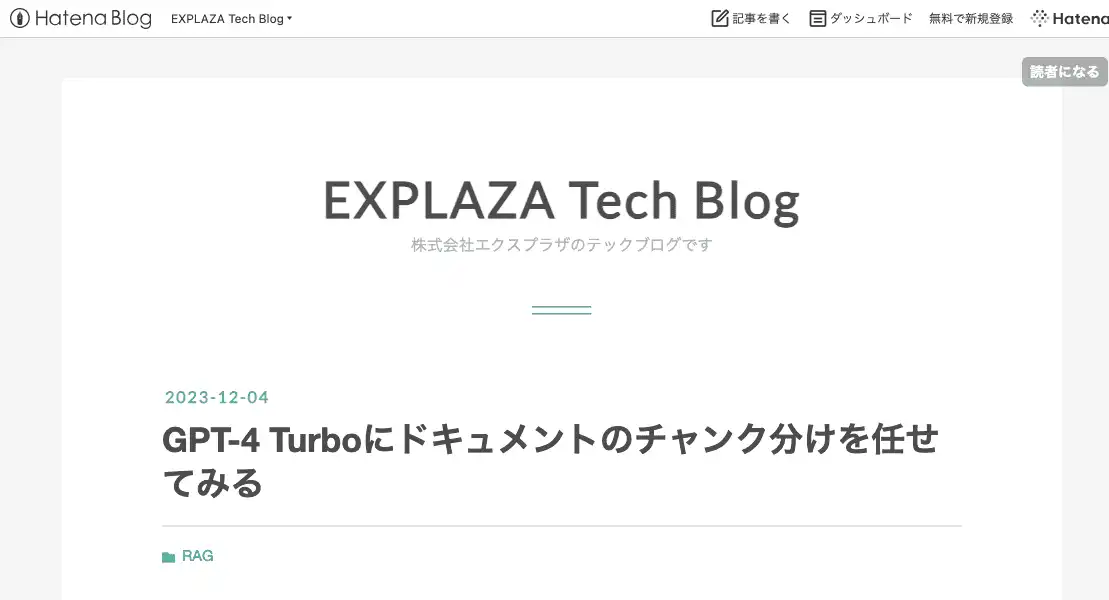 Hatena Blog EXPLAZA Tech Blog 記事を書く ダッシュボード 無料で新規登録 Hatena
読者になる
EXPLAZA Tech Blog
株式会社エクスプラザのテックブログです
2023-12-04
GPT-4 Turboにドキュメントのチャンク分けを任せ
てみる
RAG